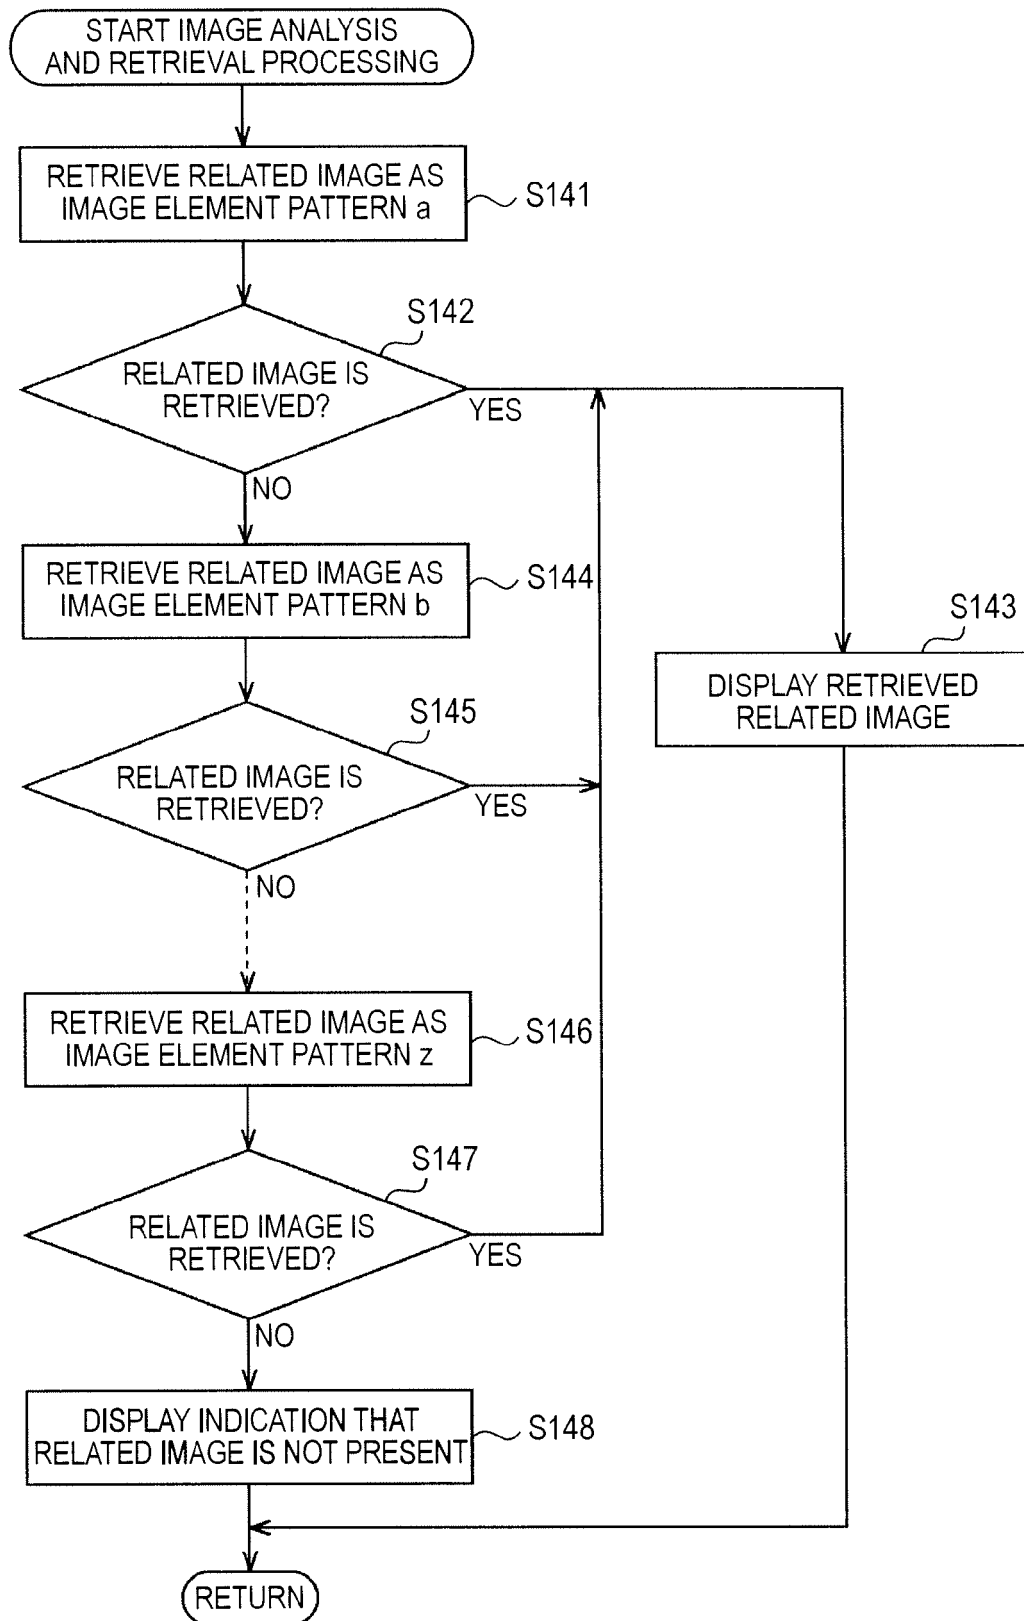 START IMAGE ANALYSIS
AND RETRIEVAL PROCESSING
RETRIEVE RELATED IMAGE AS
IMAGE ELEMENT PATTERN a
S141
S142
RELATED IMAGE IS
RETRIEVED?
YES
NO
RETRIEVE RELATED IMAGE AS
IMAGE ELEMENT PATTERN b
S144
S143
DISPLAY RETRIEVED
RELATED IMAGE
S145
RELATED IMAGE IS
RETRIEVED?
YES
NO
RETRIEVE RELATED IMAGE AS
IMAGE ELEMENT PATTERN z
S146
S147
RELATED IMAGE IS
RETRIEVED?
YES
NO
DISPLAY INDICATION THAT
RELATED IMAGE IS NOT PRESENT
S148
RETURN